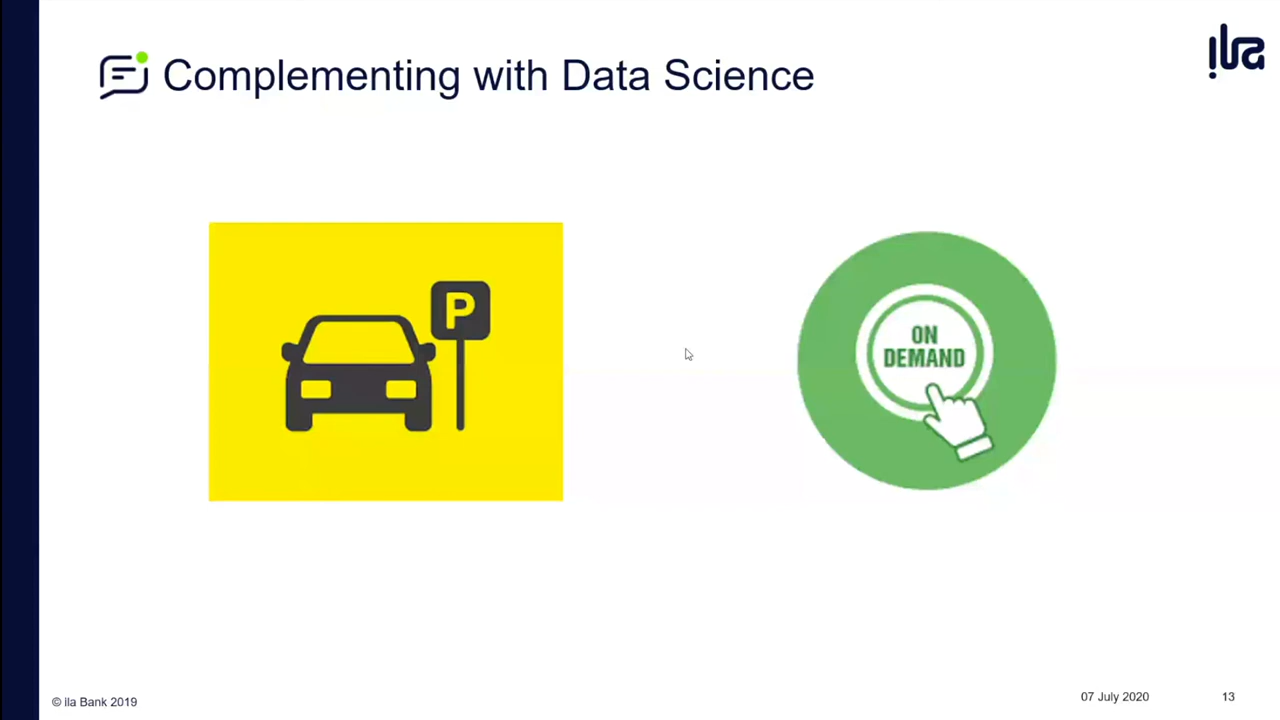 ila
Complementing with Data Science
P
ON
DEMAND
© ila Bank 2019
07 July 2020
13